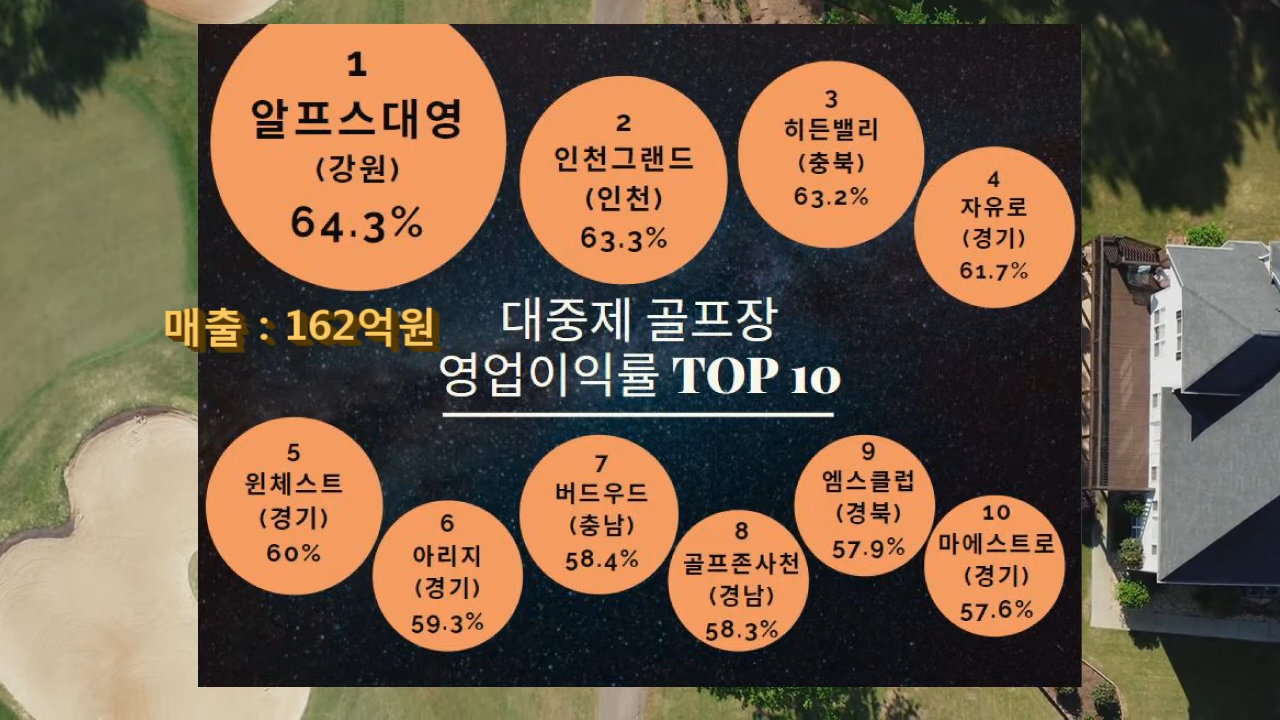 1
알프스대영
(강원)
64.3%
2
인천그랜드
(인천)
63.3%
3
히든밸리
(충북)
63.2%
4
자유로
(경기)
61.7%
매출 : 162억원
대중제 골프장
영업이익률 TOP 10
5
윈체스트
(경기)
60%
6
아리지
(경기)
59.3%
7
버드우드
(충남)
58.4%
8
골프존사천
(경남)
58.3%
9
엠스클럽
(경북)
57.9%
10
마에스트로
(경기)
57.6%